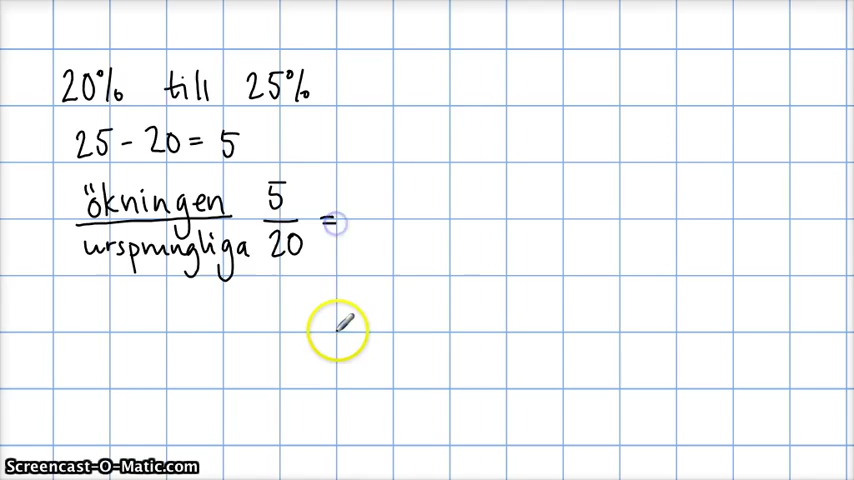 20% till 25%
25 - 20 = 5
ökningen 5
ursprungliga 20 =
Screencast-O-Matic.com